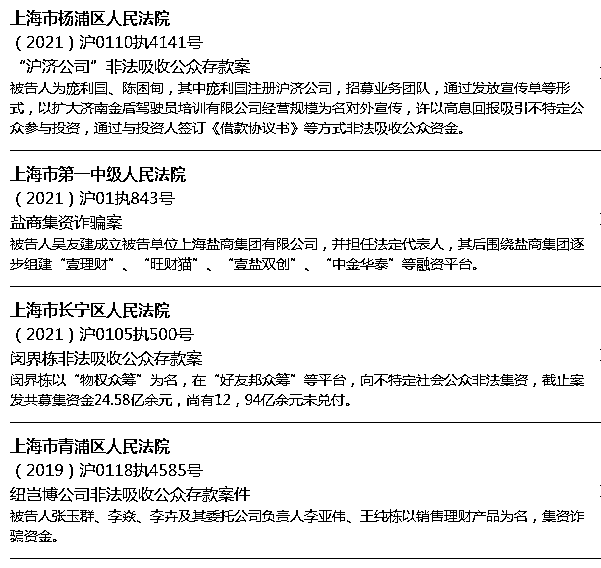 上海市杨浦区人民法院
（2021）沪0110执4141号
“沪济公司”非法吸收公众存款案
被告人为庞利国、陈困甸，其中庞利国注册沪济公司，招募业务团队，通过发放宣传单等形
式，以扩大济南金盾驾驶员培训有限公司经营规模为名对外宣传，许以高息回报吸引不特定公
众参与投资，通过与投资人签订《借款协议书》等方式非法吸收公众资金。
上海市第一中级人民法院
（2021）沪01执843号
盐商集资诈骗案
被告人吴友建成立被告单位上海盐商集团有限公司，并担任法定代表人，其后围绕盐商集团逐
步组建“壹理财”、“旺财猫”、“壹盐双创”、“中金华泰”等融资平台。
上海市长宁区人民法院
（2021）沪0105执500号
闵界栋非法吸收公众存款案
闵界栋以“物权众筹”为名，在“好友邦众筹”等平台，向不特定社会公众非法集资，截止案
发共募集资金24.58亿余元，尚有12，94亿余元未兑付。
上海市青浦区人民法院
（2019）沪0118执4585号
纽岂博公司非法吸收公众存款案件
被告人张玉群、李焱、李卉及其委托公司负责人李亚伟、王纯栋以销售理财产品为名，集资诈
骗资金。